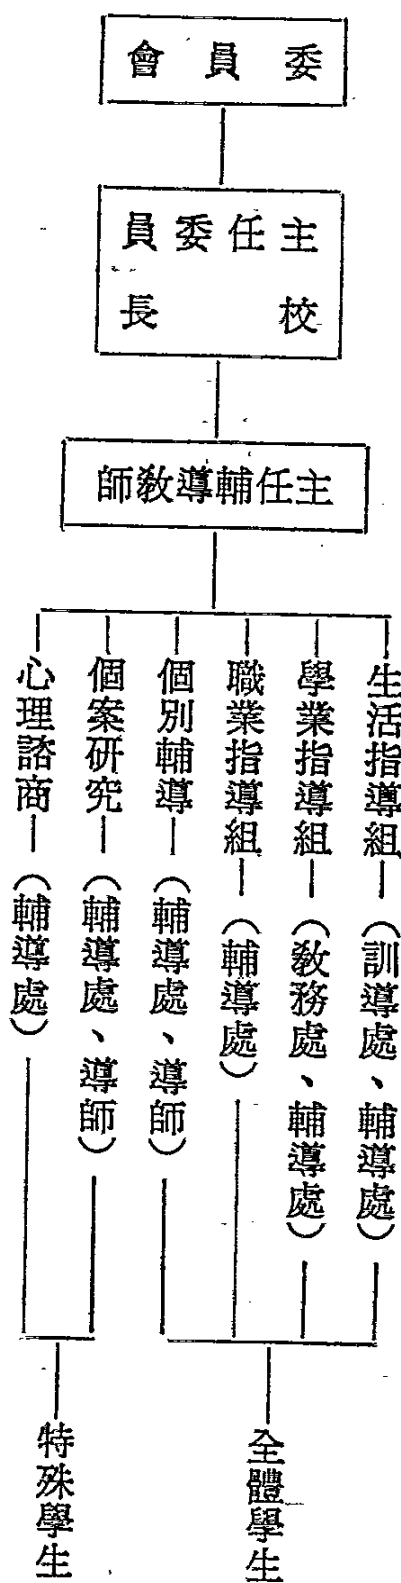 委員會
主任委員
校長
主任輔導敎師
生活指導組（訓導處、輔導處）
學業指導組（敎務處、輔導處）
職業指導組（輔導處）
個別輔導（輔導處、導師）
個案研究（輔導處、導師）
心理諮商（輔導處）
全體學生
特殊學生